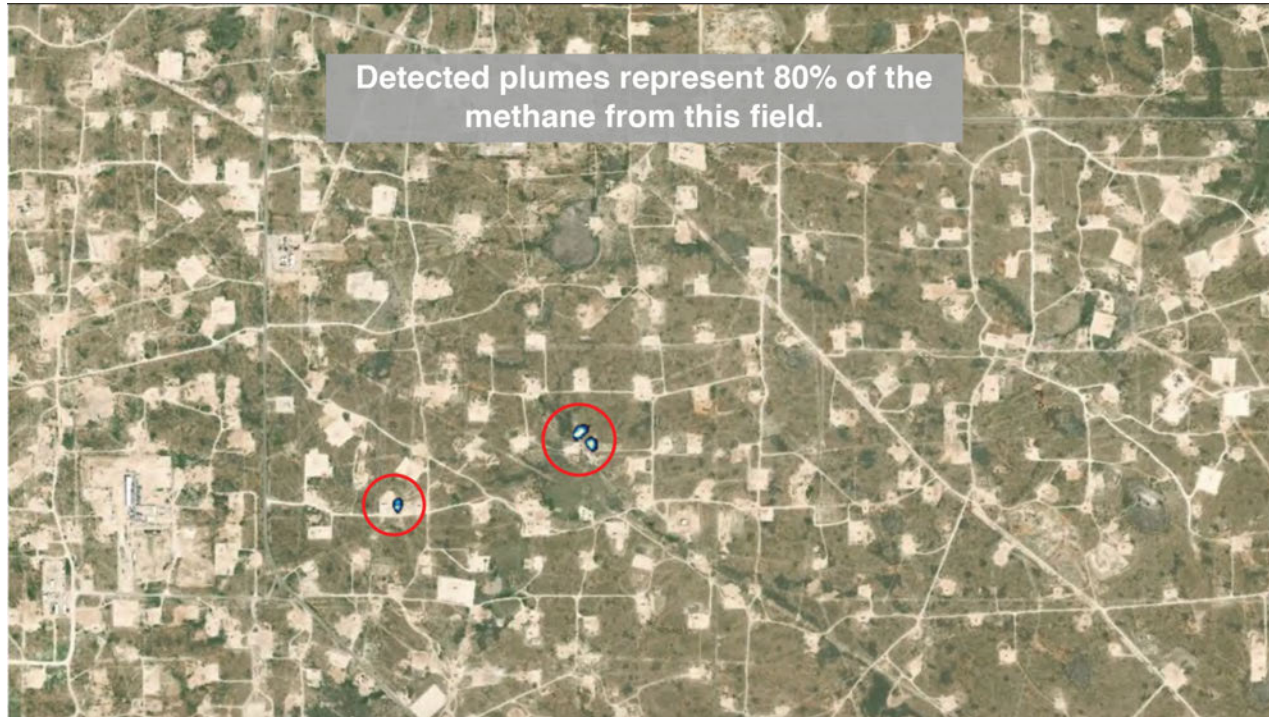 Detected plumes represent 80% of the
methane from this field.